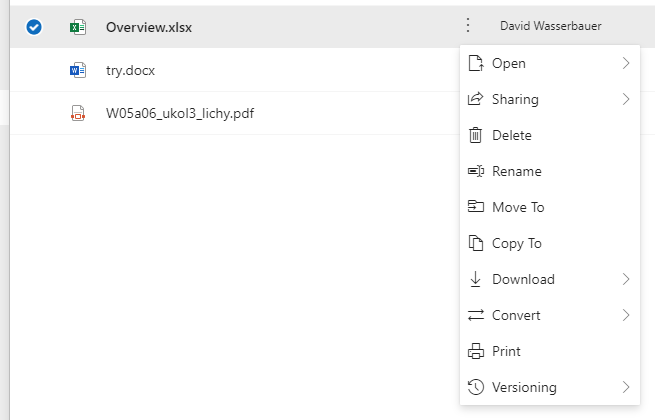 Overview.xlsx
David Wasserbauer
try.docx
W05a06_ukol3_lichy.pdf
Open
Sharing
Delete
Rename
Move To
Copy To
Download
Convert
Print
Versioning